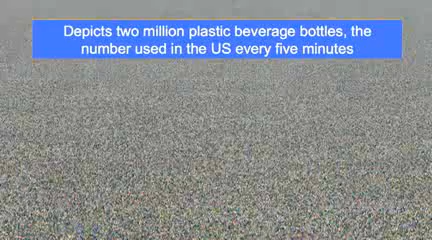 Depicts two million plastic beverage bottles, the
number used in the US every five minutes